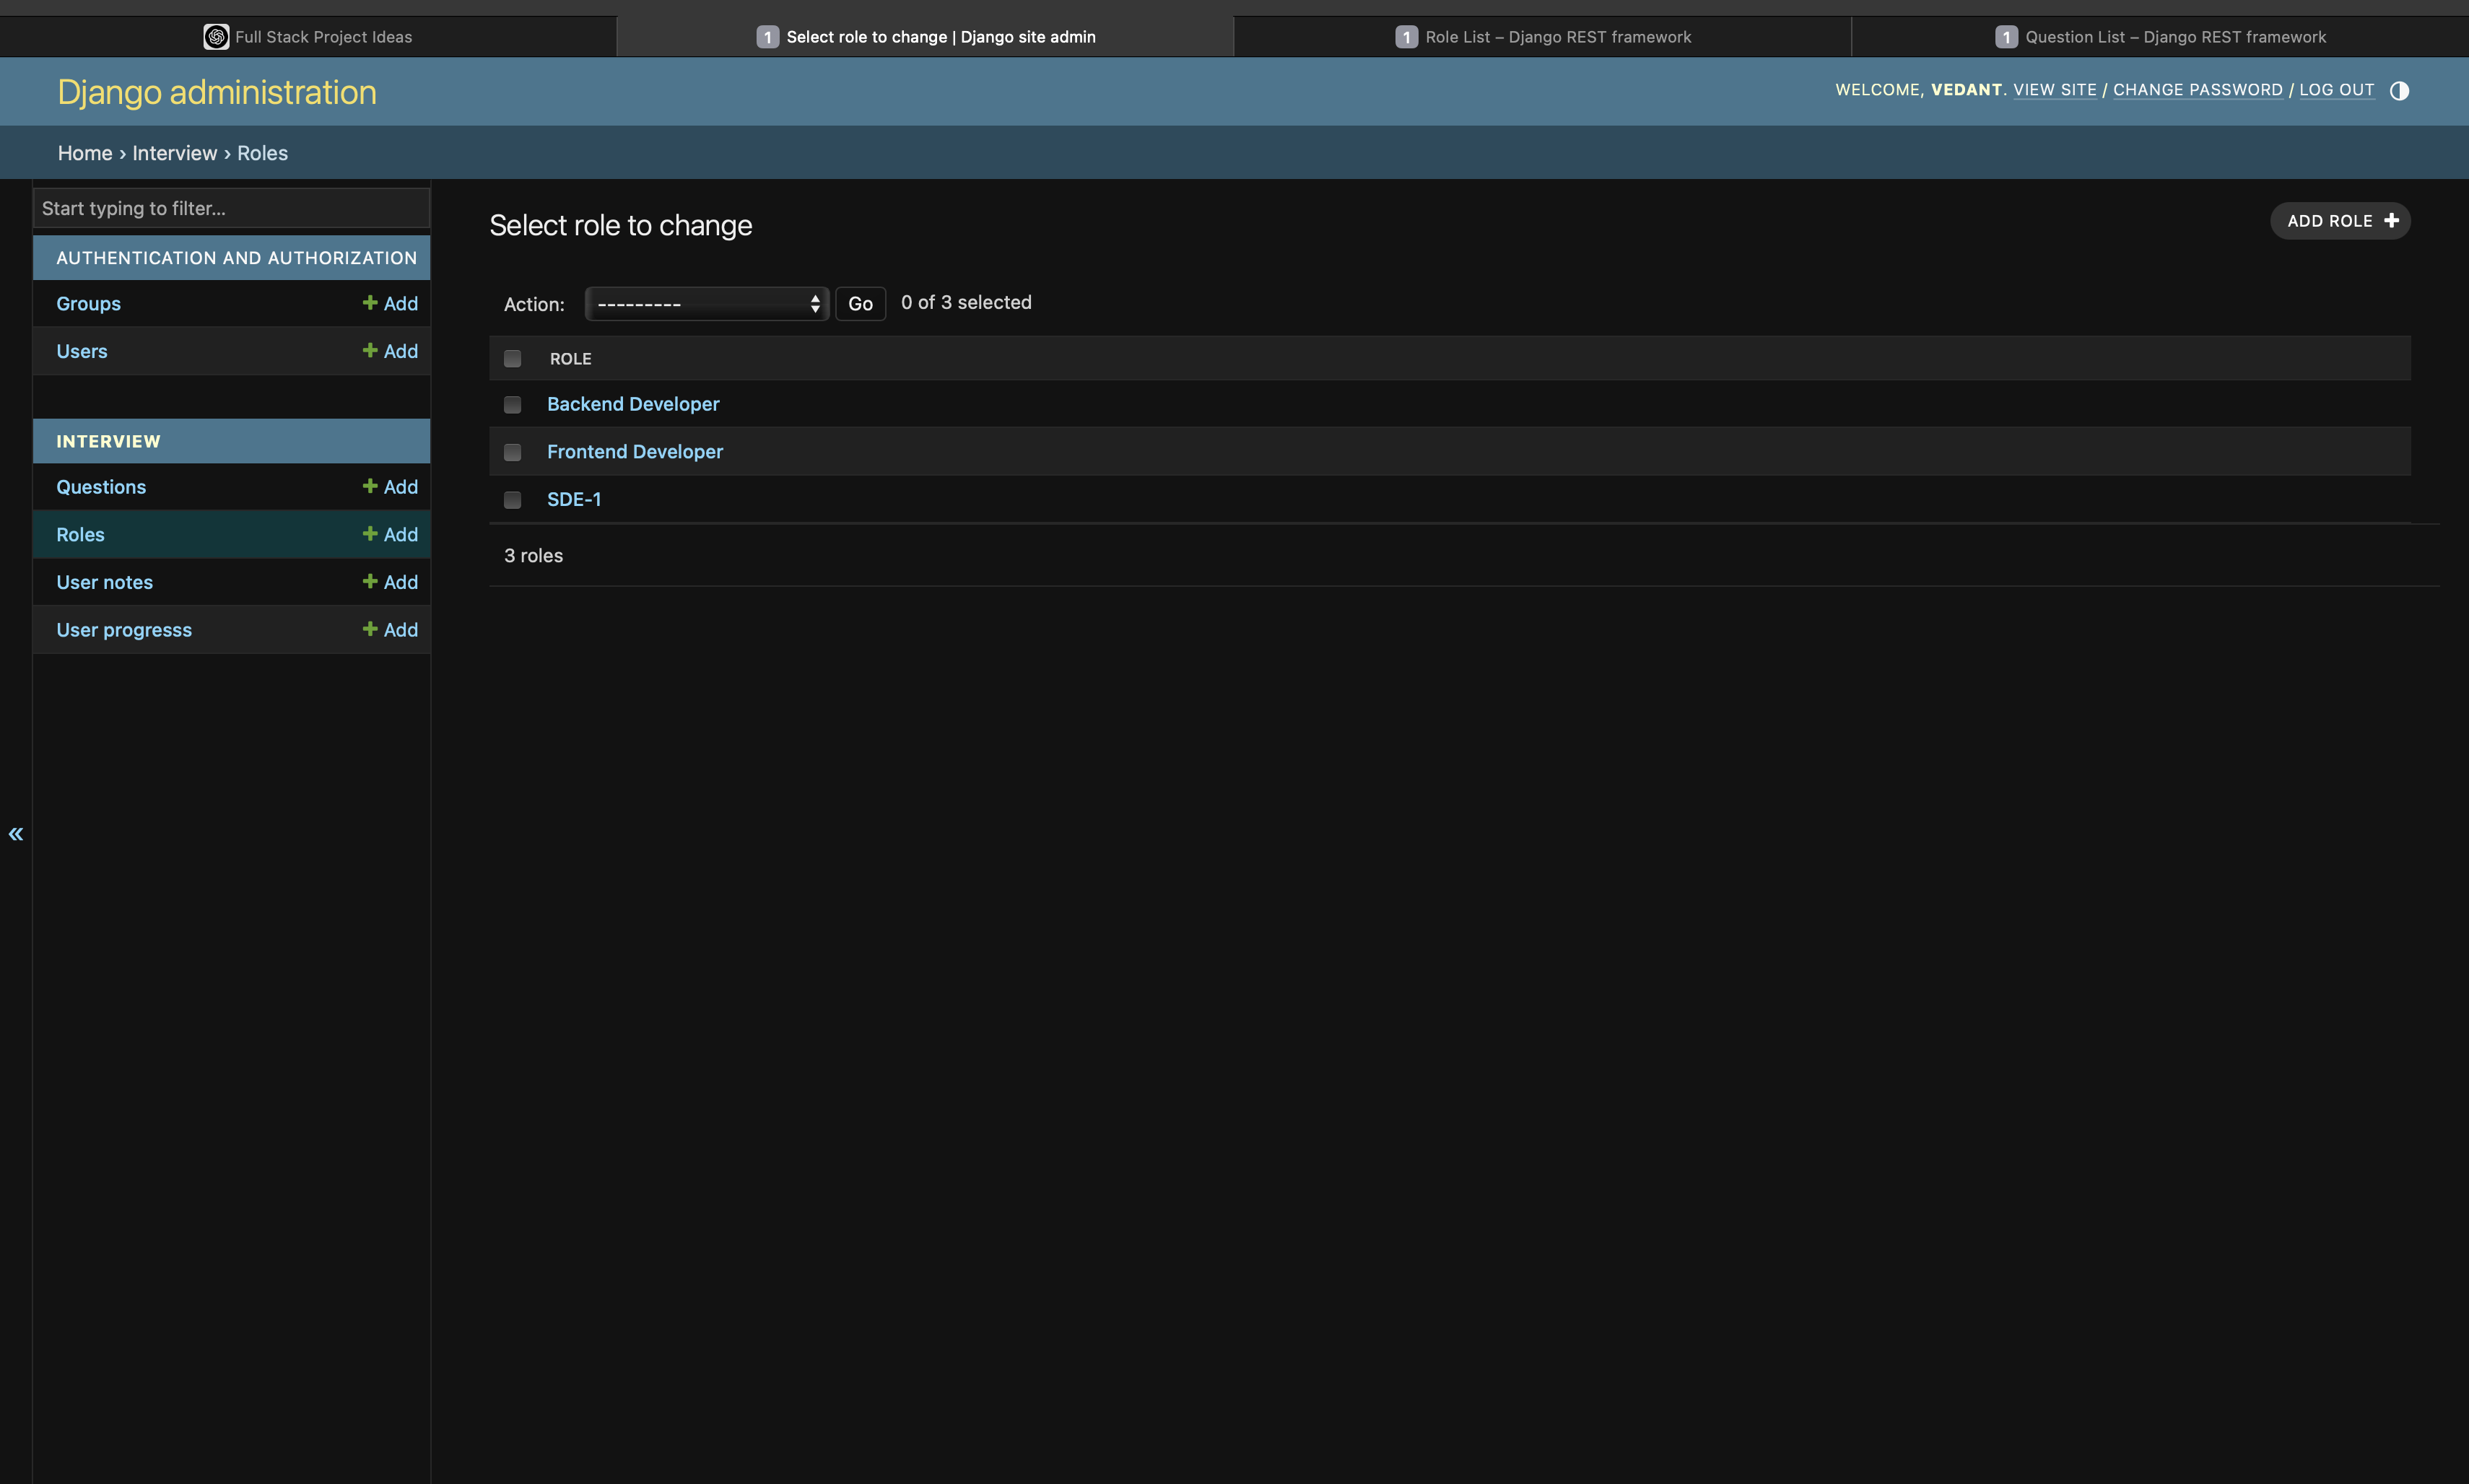 Full Stack Project Ideas
1 Select role to change | Django site admin
1 Role List – Django REST framework
1 Question List – Django REST framework
Django administration
WELCOME, VEDANT. VIEW SITE / CHANGE PASSWORD / LOG OUT
Home › Interview › Roles
Start typing to filter...
AUTHENTICATION AND AUTHORIZATION
Groups + Add
Users + Add
INTERVIEW
Questions + Add
Roles + Add
User notes + Add
User progresss + Add
«
Select role to change
ADD ROLE +
Action: --------- Go 0 of 3 selected
ROLE
Backend Developer
Frontend Developer
SDE-1
3 roles